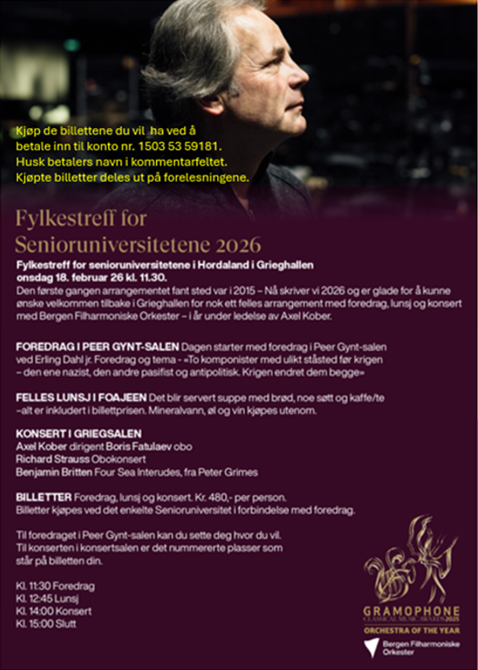 Kjøp de billettene du vil ha ved å
betale inn til konto nr. 1503 53 59181.
Husk betalers navn i kommentarfeltet.
Kjøpte billetter deles ut på forelesningene.
Fylkestreff for
Senioruniversitetene 2026
Fylkestreff for senioruniversitetene i Hordaland i Grieghallen
onsdag 18. februar 26 kl. 11.30.
Den første gangen arrangementet fant sted var i 2015 – Nå skriver vi 2026 og er glade for å kunne
ønske velkommen tilbake i Grieghallen for nok ett felles arrangement med foredrag, lunsj og konsert
med Bergen Filharmoniske Orkester – i år under ledelse av Axel Kober.
FOREDRAG I PEER GYNT-SALEN Dagen starter med foredrag i Peer Gynt-salen
ved Erling Dahl jr. Foredrag og tema - «To komponister med ulikt ståsted før krigen
– den ene nazist, den andre pasifist og antipolitisk. Krigen endret dem begge»
FELLES LUNSJ I FOAJEEN Det blir servert suppe med brød, noe søtt og kaffe/te
–alt er inkludert i billettprisen. Mineralvann, øl og vin kjøpes utenom.
KONSERT I GRIEGSALEN
Axel Kober dirigent Boris Fatulaev obo
Richard Strauss Obokonsert
Benjamin Britten Four Sea Interudes, fra Peter Grimes
BILLETTER Foredrag, lunsj og konsert. Kr. 480,- per person.
Billetter kjøpes ved det enkelte Senioruniversitet i forbindelse med foredrag.
Til foredraget i Peer Gynt-salen kan du sette deg hvor du vil.
Til konserten i konsertsalen er det nummererte plasser som
står på billetten din.
Kl. 11:30 Foredrag
Kl. 12:45 Lunsj
Kl. 14:00 Konsert
Kl. 15:00 Slutt
GRAMOPHONE
CLASSICAL MUSIC AWARDS 2025
ORCHESTRA OF THE YEAR
Bergen Filharmoniske
Orkester